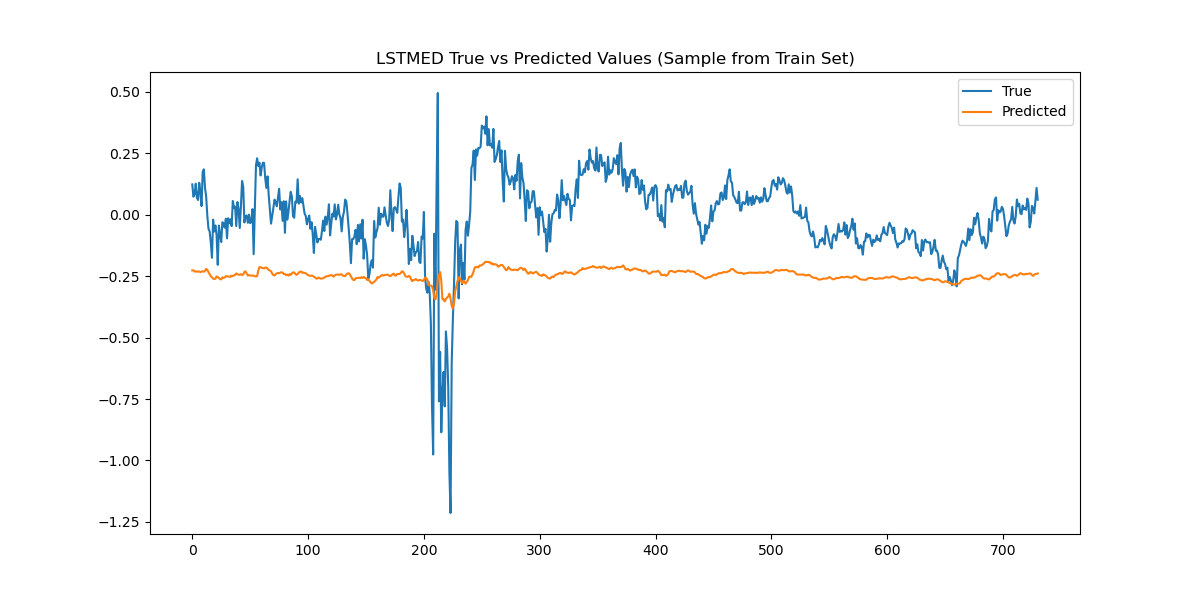 LSTMED True vs Predicted Values (Sample from Train Set)
True
Predicted
0.50
0.25
0.00
−0.25
−0.50
−0.75
−1.00
−1.25
0 100 200 300 400 500 600 700